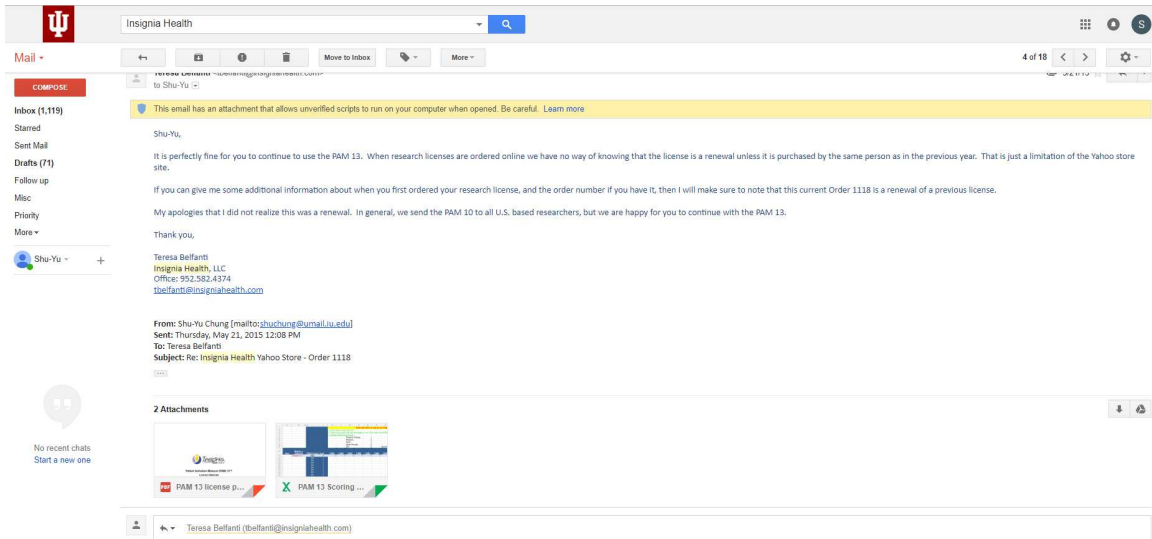 Insignia Health
S
Mail
Move to Inbox
More
4 of 18
COMPOSE
Teresa Belfanti <tbelfanti@insigniahealth.com>
to Shu-Yu
Inbox (1,119)
Starred
Sent Mail
Drafts (71)
Follow up
Misc
Priority
More
Shu-Yu
This email has an attachment that allows unverified scripts to run on your computer when opened. Be careful. Learn more
Shu-Yu,
It is perfectly fine for you to continue to use the PAM 13. When research licenses are ordered online we have no way of knowing that the license is a renewal unless it is purchased by the same person as in the previous year. That is just a limitation of the Yahoo store
site.
If you can give me some additional information about when you first ordered your research license, and the order number if you have it, then I will make sure to note that this current Order 1118 is a renewal of a previous license.
My apologies that I did not realize this was a renewal. In general, we send the PAM 10 to all U.S. based researchers, but we are happy for you to continue with the PAM 13.
Thank you,
Teresa Belfanti
Insignia Health, LLC
Office: 952.582.4374
tbelfanti@insigniahealth.com
From: Shu-Yu Chung [mailto:shuchung@umail.iu.edu]
Sent: Thursday, May 21, 2015 12:08 PM
To: Teresa Belfanti
Subject: Re: Insignia Health Yahoo Store - Order 1118
2 Attachments
PDF PAM 13 license p...
X PAM 13 Scoring ...
No recent chats
Start a new one
Teresa Belfanti (tbelfanti@insigniahealth.com)